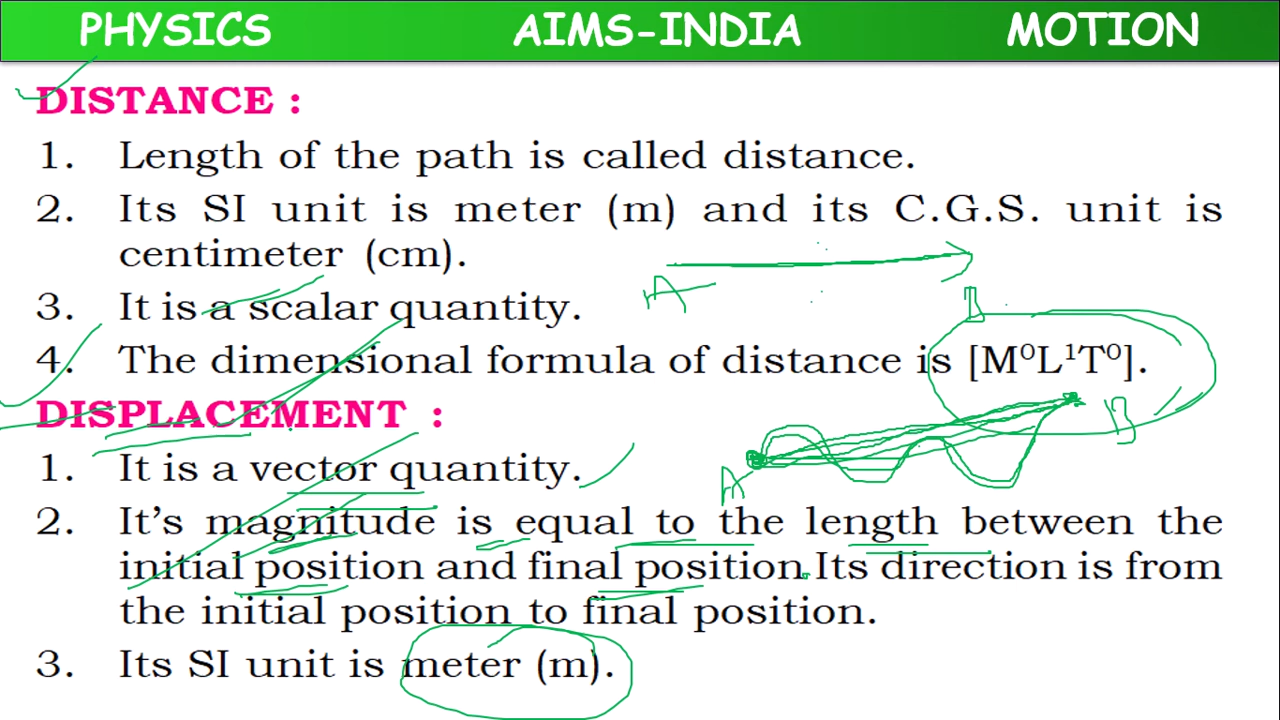 PHYSICS AIMS-INDIA MOTION
DISTANCE :
1. Length of the path is called distance.
2. Its SI unit is meter (m) and its C.G.S. unit is
centimeter (cm).
A
B
3. It is a scalar quantity.
4. The dimensional formula of distance is [M⁰L¹T⁰].
DISPLACEMENT :
B
1. It is a vector quantity.
A
2. It's magnitude is equal to the length between the
initial position and final position.Its direction is from
the initial position to final position.
3. Its SI unit is meter (m).